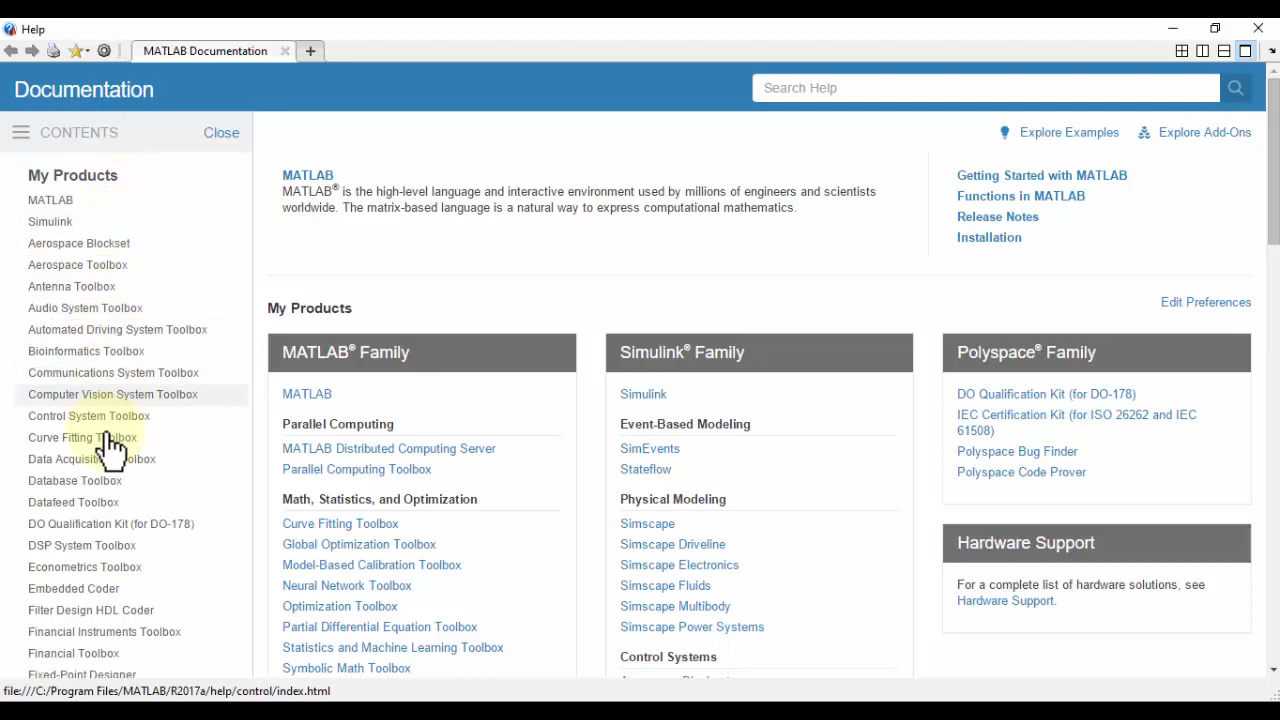 Help
MATLAB Documentation
Documentation
Search Help
CONTENTS
Close
My Products
MATLAB
Simulink
Aerospace Blockset
Aerospace Toolbox
Antenna Toolbox
Audio System Toolbox
Automated Driving System Toolbox
Bioinformatics Toolbox
Communications System Toolbox
Computer Vision System Toolbox
Control System Toolbox
Curve Fitting Toolbox
Data Acquisition Toolbox
Database Toolbox
Datafeed Toolbox
DO Qualification Kit (for DO-178)
DSP System Toolbox
Econometrics Toolbox
Embedded Coder
Filter Design HDL Coder
Financial Instruments Toolbox
Financial Toolbox
Fixed-Point Designer
Explore Examples
Explore Add-Ons
MATLAB
MATLAB® is the high-level language and interactive environment used by millions of engineers and scientists
worldwide. The matrix-based language is a natural way to express computational mathematics.
Getting Started with MATLAB
Functions in MATLAB
Release Notes
Installation
My Products
Edit Preferences
MATLAB® Family
MATLAB
Parallel Computing
MATLAB Distributed Computing Server
Parallel Computing Toolbox
Math, Statistics, and Optimization
Curve Fitting Toolbox
Global Optimization Toolbox
Model-Based Calibration Toolbox
Neural Network Toolbox
Optimization Toolbox
Partial Differential Equation Toolbox
Statistics and Machine Learning Toolbox
Symbolic Math Toolbox
Simulink® Family
Simulink
Event-Based Modeling
SimEvents
Stateflow
Physical Modeling
Simscape
Simscape Driveline
Simscape Electronics
Simscape Fluids
Simscape Multibody
Simscape Power Systems
Control Systems
Polyspace® Family
DO Qualification Kit (for DO-178)
IEC Certification Kit (for ISO 26262 and IEC
61508)
Polyspace Bug Finder
Polyspace Code Prover
Hardware Support
For a complete list of hardware solutions, see
Hardware Support.
file:///C:/Program Files/MATLAB/R2017a/help/control/index.html